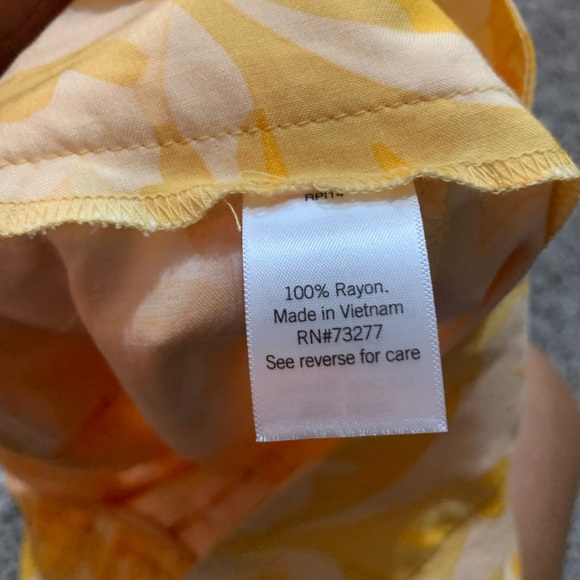 100% Rayon.
Made in Vietnam
RN#73277
See reverse for care